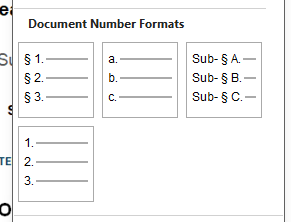 Document Number Formats
§ 1.
§ 2.
§ 3.
a.
b.
c.
Sub- § A.
Sub- § B.
Sub- § C.
1.
2.
3.